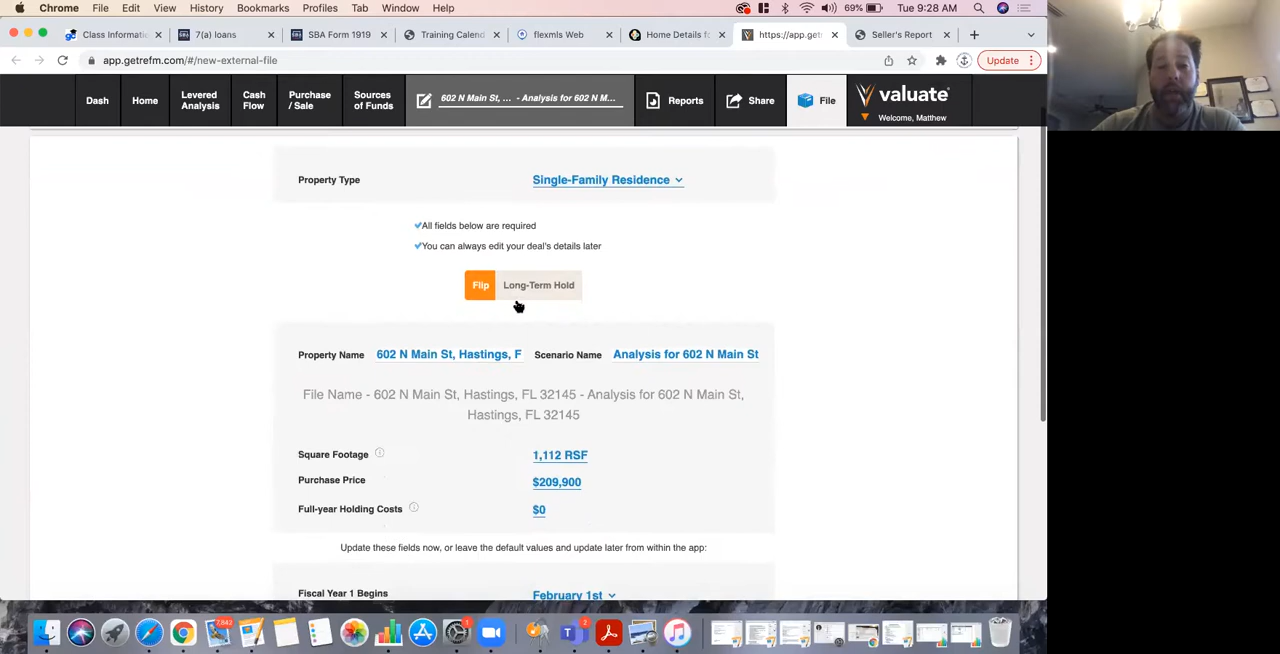 Chrome File Edit View History Bookmarks Profiles Tab Window Help 69% Tue 9:28 AM
Class Informatio 7(a) loans SBA Form 1919 Training Calend flexmls Web Home Details fo https://app.getr Seller's Report
app.getrefm.com/#/new-external-file Update
Dash Home Levered Analysis Cash Flow Purchase / Sale Sources of Funds 602 N Main St, ... - Analysis for 602 N M... Reports Share File valuate
Welcome, Matthew
Property Type Single-Family Residence
All fields below are required
You can always edit your deal's details later
Flip Long-Term Hold
Property Name 602 N Main St, Hastings, F Scenario Name Analysis for 602 N Main St
File Name - 602 N Main St, Hastings, FL 32145 - Analysis for 602 N Main St,
Hastings, FL 32145
Square Footage 1,112 RSF
Purchase Price $209,900
Full-year Holding Costs $0
Update these fields now, or leave the default values and update later from within the app:
Fiscal Year 1 Begins February 1st
7,842 1 2